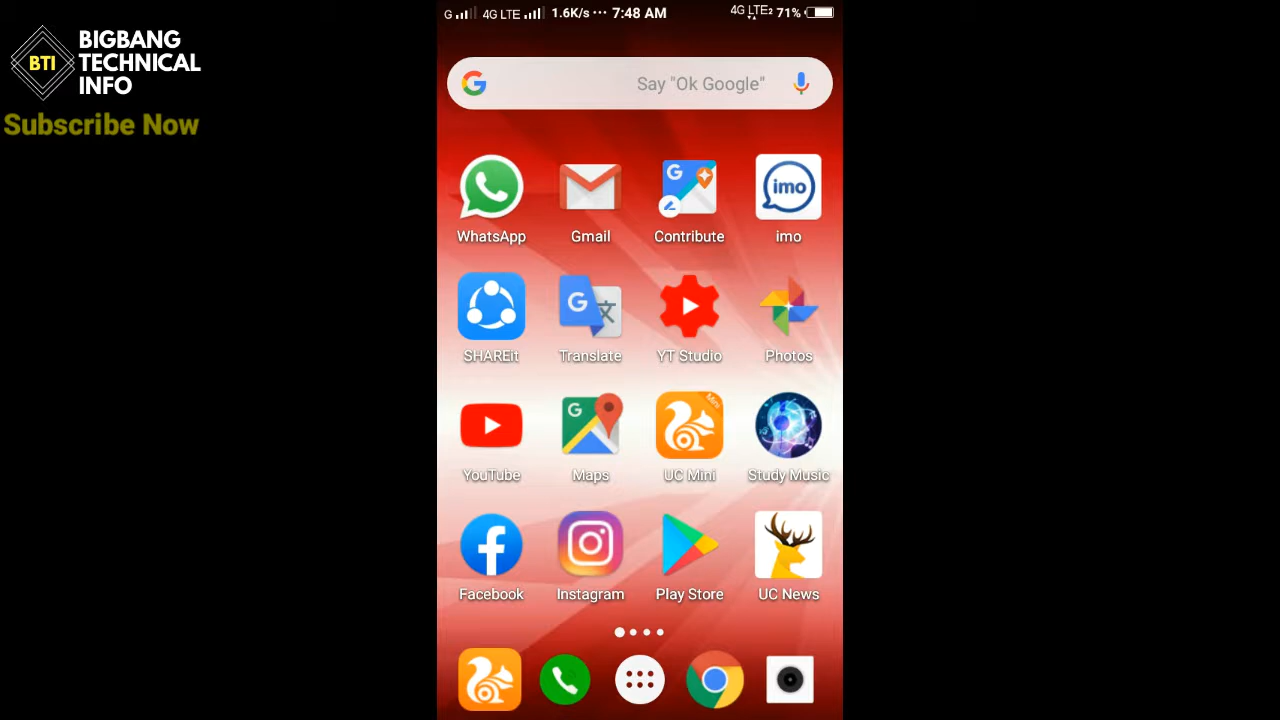 BTI
BIGBANG
TECHNICAL
INFO
Subscribe Now
G 4G LTE 1.6K/s ••• 7:48 AM 4G LTE2 71%
G Say "Ok Google"
WhatsApp Gmail Contribute imo
SHAREit Translate YT Studio Photos
YouTube Maps UC Mini Study Music
Facebook Instagram Play Store UC News